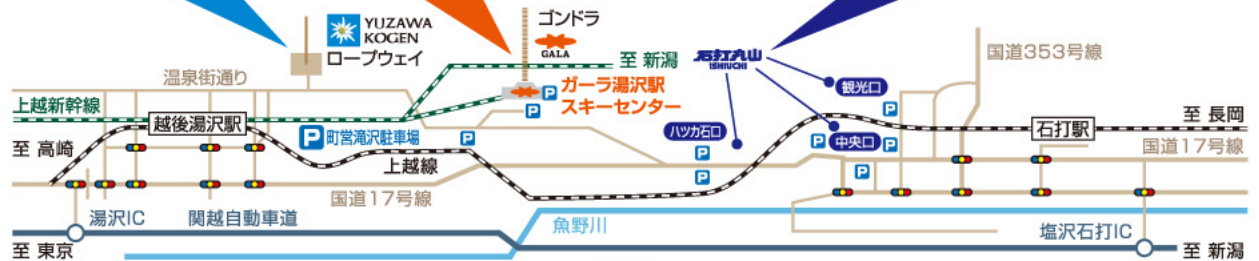 YUZAWA
KOGEN
ロープウェイ
ゴンドラ
GALA
至 新潟
石打丸山
ISHIUCHI
国道353号線
温泉街通り
ガーラ湯沢駅
スキーセンター
観光口
上越新幹線
越後湯沢駅
P 町営滝沢駐車場
P
P
P
ハツカ石口
中央口
P
P
P
P
P
P
石打駅
至 長岡
至 高崎
上越線
国道17号線
国道17号線
湯沢IC
関越自動車道
魚野川
塩沢石打IC
至 東京
至 新潟